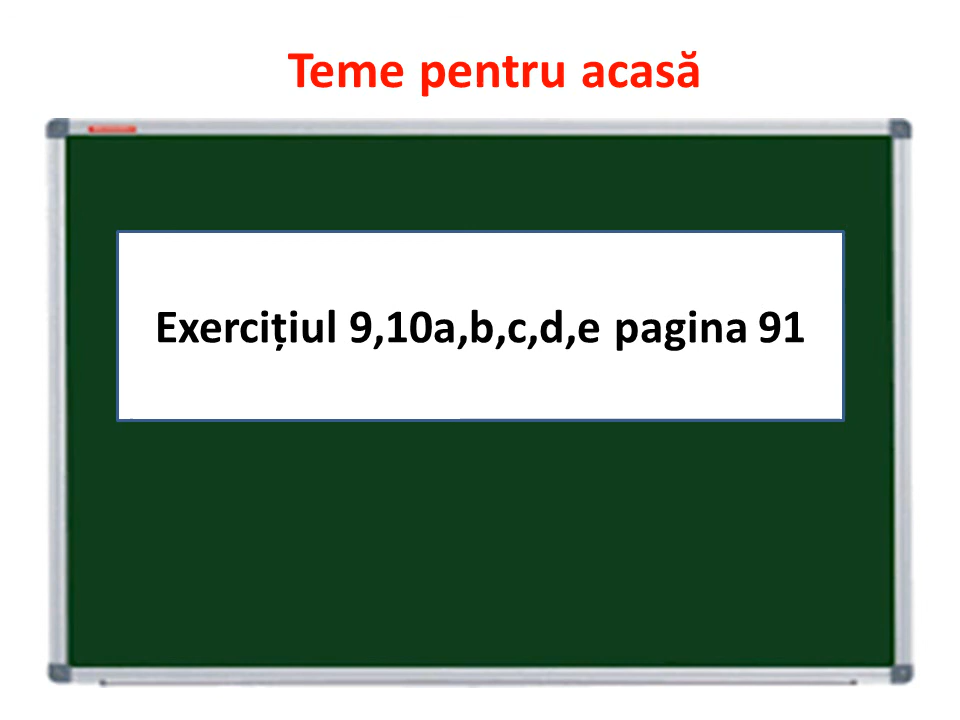 Teme pentru acasă
Exercițiul 9,10a,b,c,d,e pagina 91